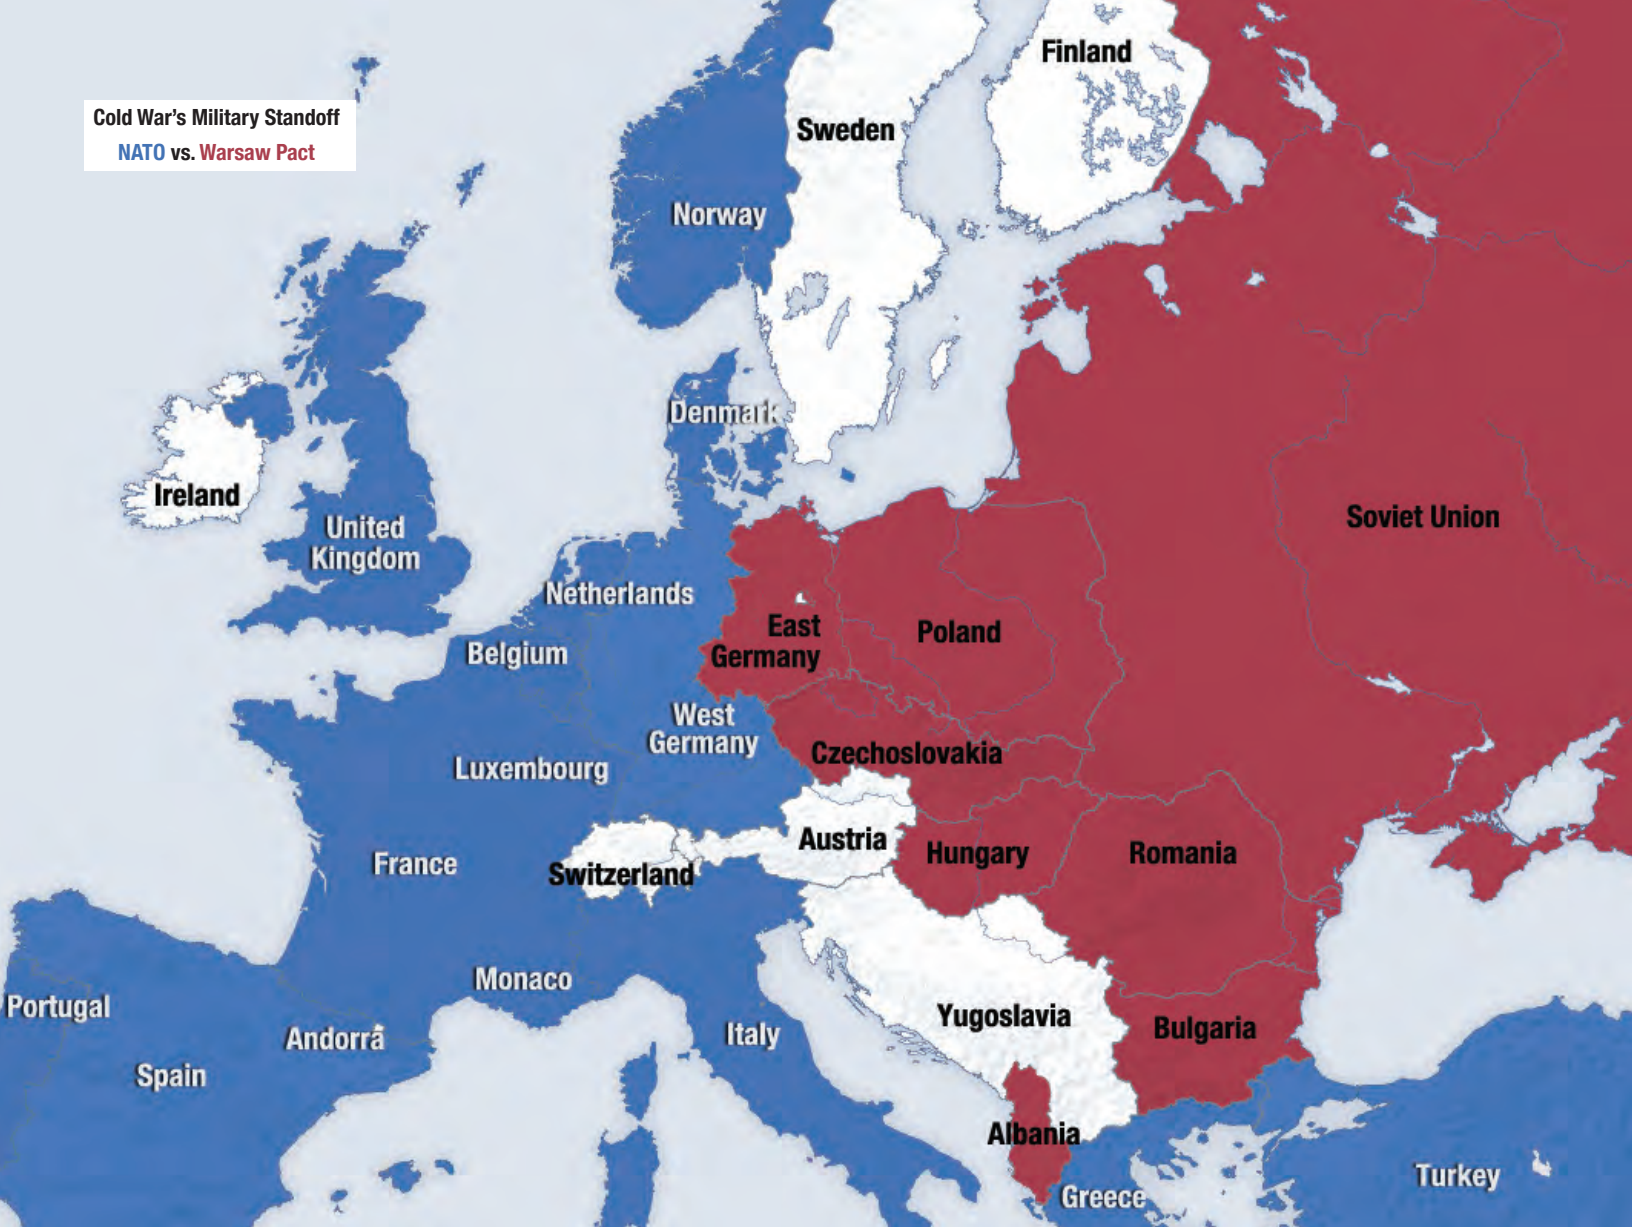 Cold War's Military Standoff
NATO vs. Warsaw Pact
Finland
Sweden
Norway
Denmark
Ireland
United
Kingdom
Soviet Union
Netherlands
East
Germany
Poland
Belgium
West
Germany
Czechoslovakia
Luxembourg
Austria
Hungary
Romania
France
Switzerland
Monaco
Portugal
Yugoslavia
Bulgaria
Andorra
Italy
Spain
Albania
Turkey
Greece